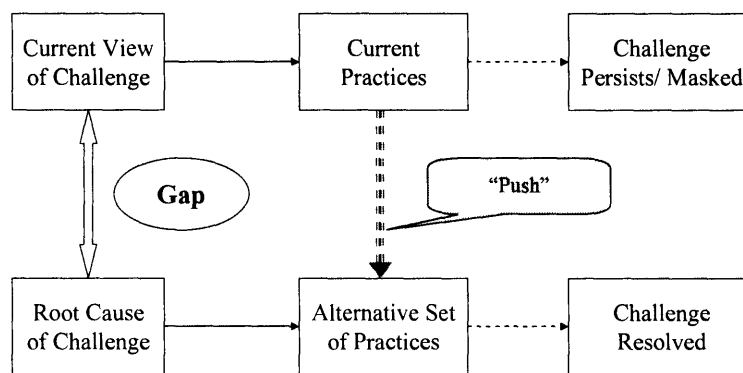 Current View
of Challenge
Current
Practices
Challenge
Persists/ Masked
Gap
"Push"
Root Cause
of Challenge
Alternative Set
of Practices
Challenge
Resolved